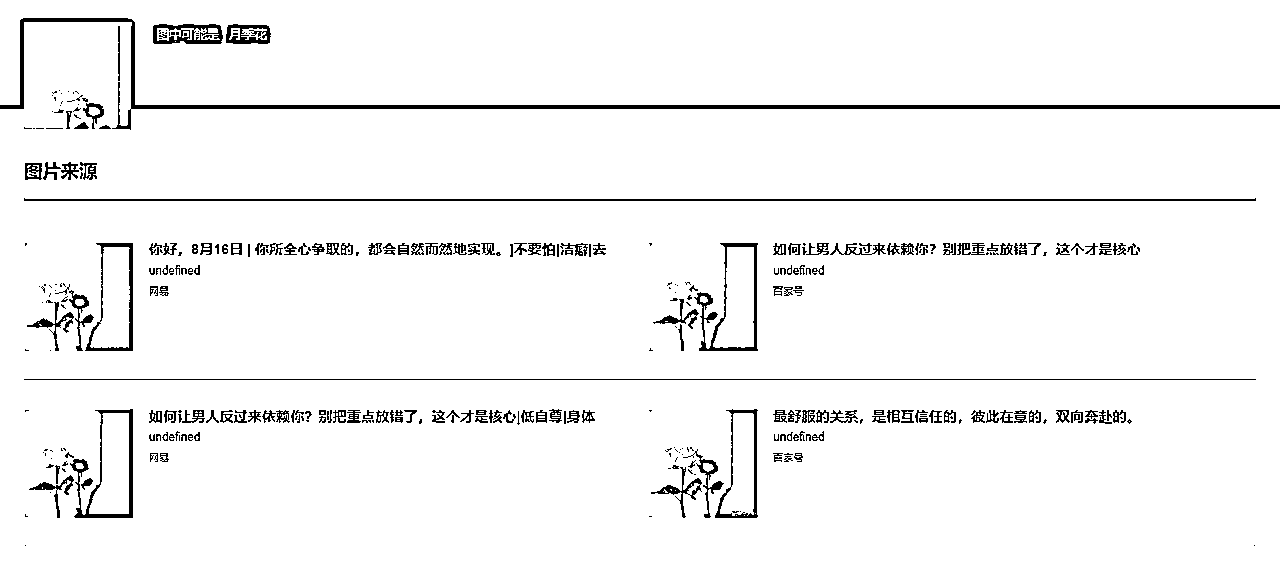 图中可能是 月季花
图片来源
你好，8月16日 | 你所全心争取的，都会自然而然地实现。]不要怕|洁癖|去
undefined
网易
如何让男人反过来依赖你？别把重点放错了，这个才是核心
undefined
百家号
如何让男人反过来依赖你？别把重点放错了，这个才是核心|低自尊|身体
undefined
网易
最舒服的关系，是相互信任的，彼此在意的，双向奔赴的。
undefined
百家号